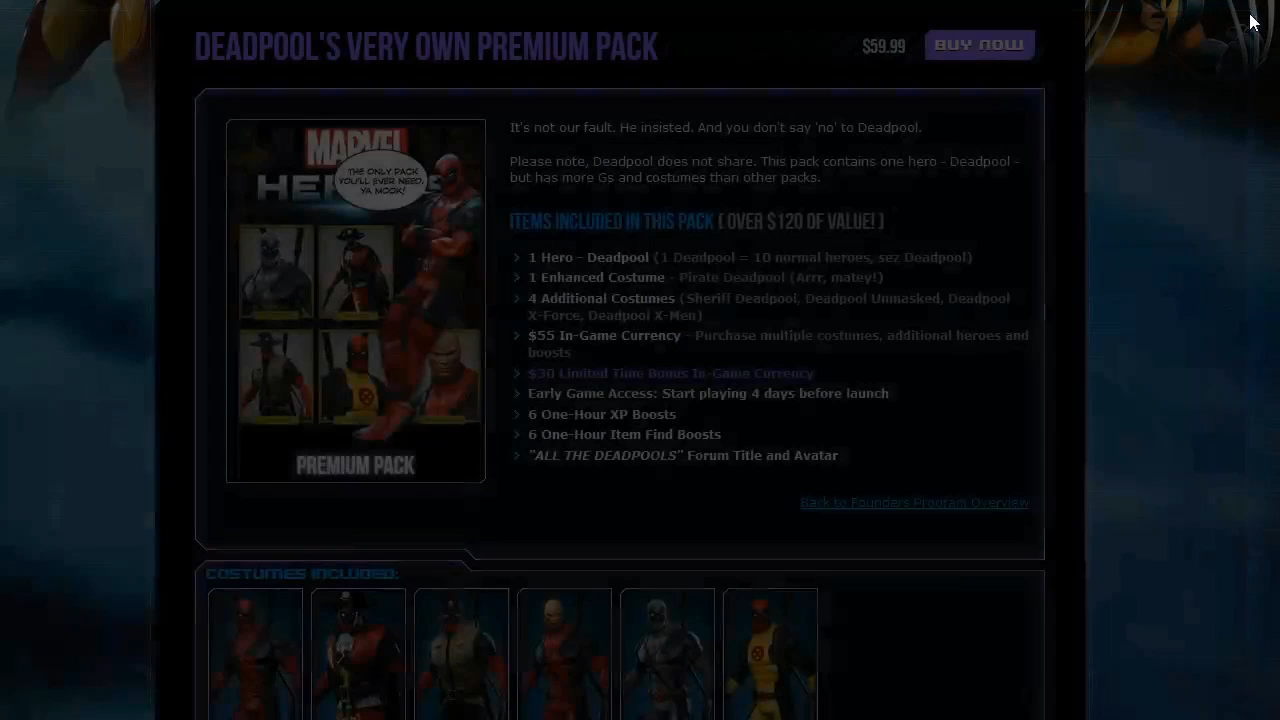 DEADPOOL'S VERY OWN PREMIUM PACK
$59.99
BUY NOW
MARVEL
THE ONLY PACK
YOU'LL EVER NEED,
YA MOOK!
PREMIUM PACK
It's not our fault. He insisted. And you don't say 'no' to Deadpool.
Please note, Deadpool does not share. This pack contains one hero - Deadpool -
but has more Gs and costumes than other packs.
ITEMS INCLUDED IN THIS PACK [ OVER $120 OF VALUE! ]
1 Hero - Deadpool (1 Deadpool = 10 normal heroes, sez Deadpool)
1 Enhanced Costume - Pirate Deadpool (Arrr, matey!)
4 Additional Costumes (Sheriff Deadpool, Deadpool Unmasked, Deadpool
X-Force, Deadpool X-Men)
$55 In-Game Currency - Purchase multiple costumes, additional heroes and
boosts
$30 Limited Time Bonus In-Game Currency
Early Game Access: Start playing 4 days before launch
6 One-Hour XP Boosts
6 One-Hour Item Find Boosts
"ALL THE DEADPOOLS" Forum Title and Avatar
Back to Founders Program Overview
COSTUMES INCLUDED: